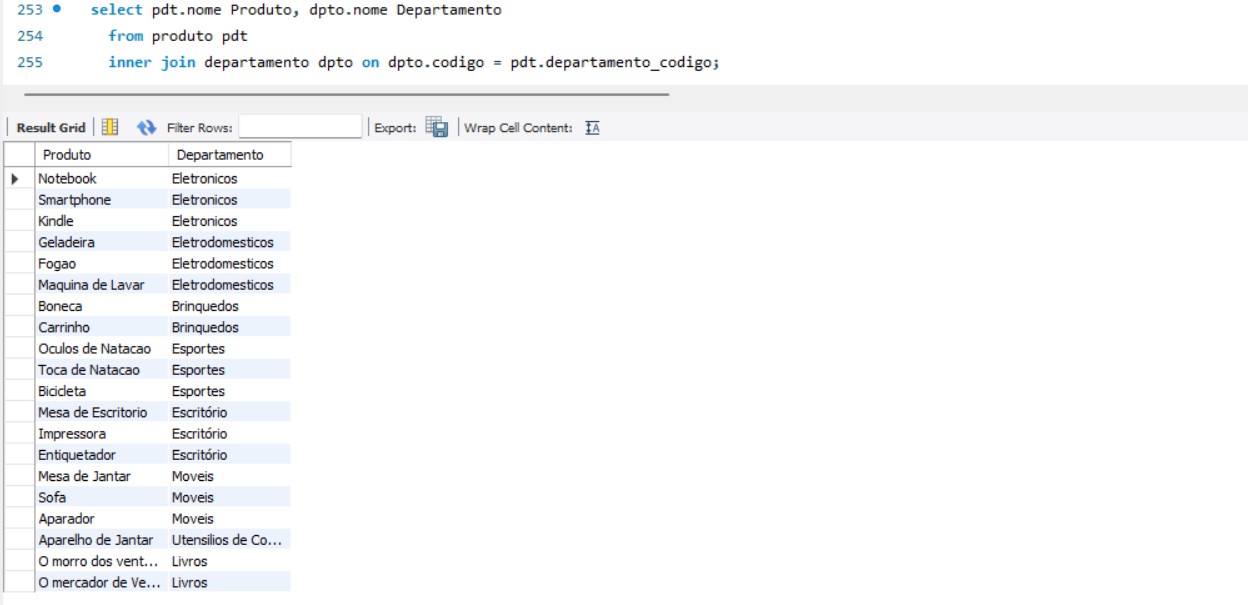 253 select pdt.nome Produto, dpto.nome Departamento
254 from produto pdt
255 inner join departamento dpto on dpto.codigo = pdt.departamento_codigo;
Result Grid Filter Rows: Export: Wrap Cell Content: IA
Produto Departamento
Notebook Eletronicos
Smartphone Eletronicos
Kindle Eletronicos
Geladeira Eletrodomesticos
Fogao Eletrodomesticos
Maquina de Lavar Eletrodomesticos
Boneca Brinquedos
Carrinho Brinquedos
Oculos de Natacao Esportes
Toca de Natacao Esportes
Bicicleta Esportes
Mesa de Escritorio Escritório
Impressora Escritório
Entiquetador Escritório
Mesa de Jantar Moveis
Sofa Moveis
Aparador Moveis
Aparelho de Jantar Utensilios de Co...
O morro dos vent... Livros
O mercador de Ve... Livros